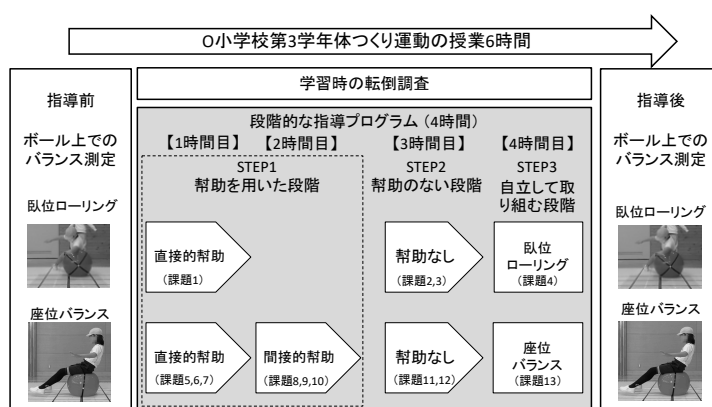 O小学校第3学年体つくり運動の授業6時間
指導前
ボール上での
バランス測定
臥位ローリング
座位バランス
学習時の転倒調査
段階的な指導プログラム（4時間）
【1時間目】 【2時間目】 【3時間目】 【4時間目】
STEP1
幇助を用いた段階
STEP2
幇助のない段階
STEP3
自立して取
り組む段階
直接的幇助
（課題1）
幇助なし
（課題2,3）
臥位
ローリング
（課題4）
直接的幇助
（課題5,6,7）
間接的幇助
（課題8,9,10）
幇助なし
（課題11,12）
座位
バランス
（課題13）
指導後
ボール上での
バランス測定
臥位ローリング
座位バランス